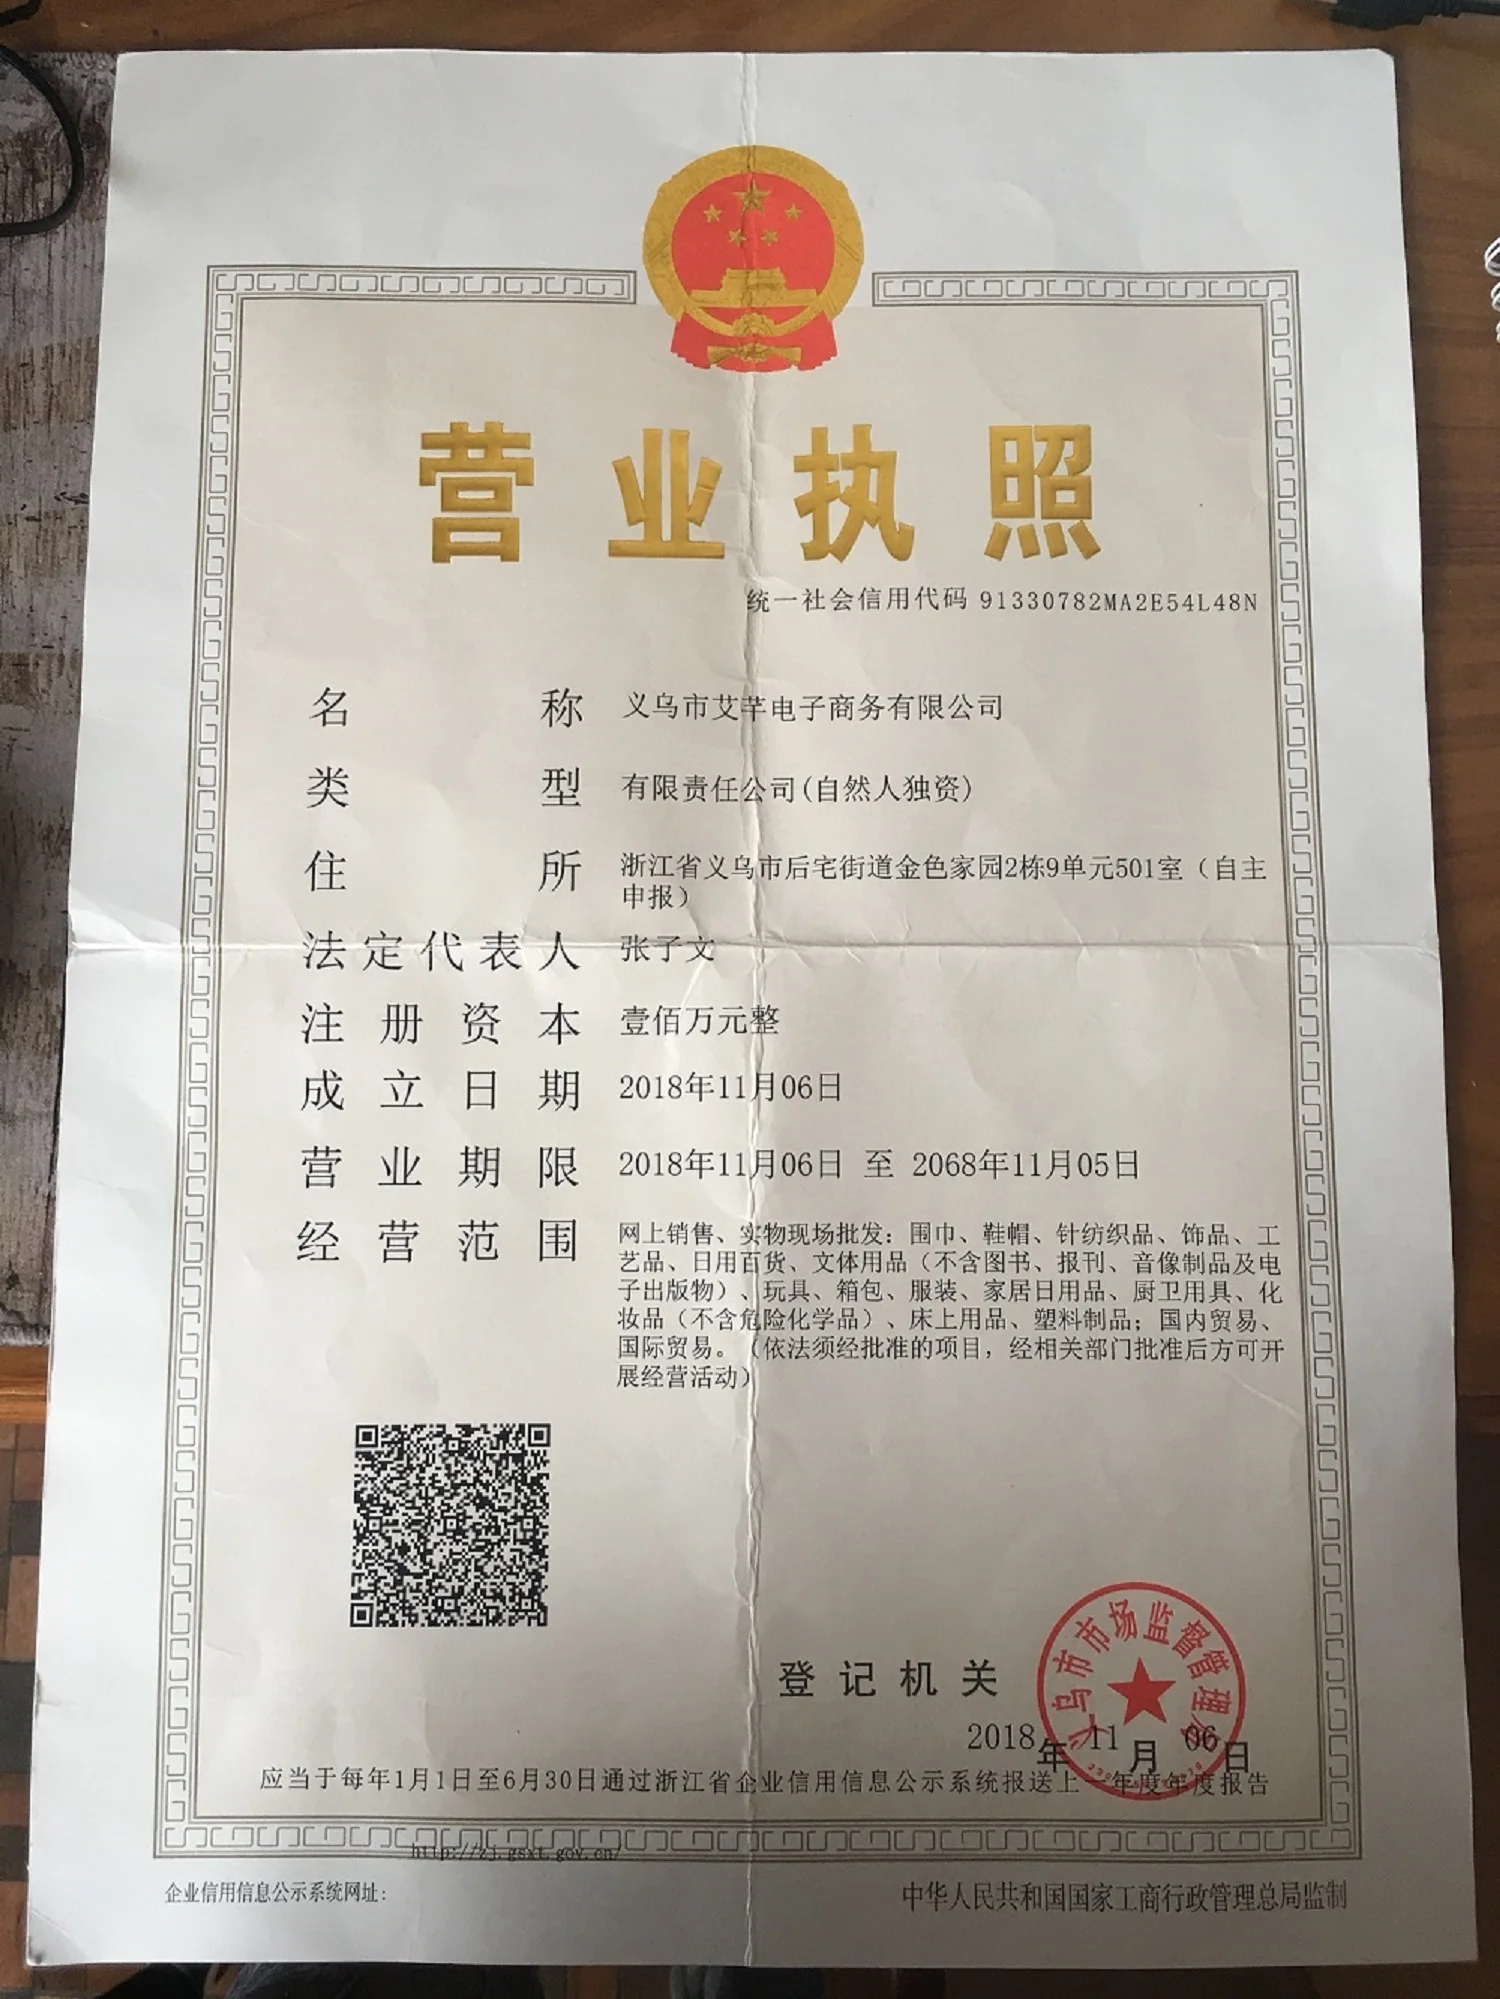 营业执照
统一社会信用代码 91330782MA2E54L48N
名称 义乌市艾芊电子商务有限公司
类型 有限责任公司(自然人独资)
住所 浙江省义乌市后宅街道金色家园2栋9单元501室（自主
申报）
法定代表人 张子文
注册资本 壹佰万元整
成立日期 2018年11月06日
营业期限 2018年11月06日 至 2068年11月05日
经营范围 网上销售、实物现场批发：围巾、鞋帽、针纺织品、饰品、工
艺品、日用百货、文体用品（不含图书、报刊、音像制品及电
子出版物）、玩具、箱包、服装、家居日用品、厨卫用具、化
妆品（不含危险化学品）、床上用品、塑料制品；国内贸易、
国际贸易。（依法须经批准的项目，经相关部门批准后方可开
展经营活动）
义乌市市场监督管理局
登记机关
2018年11月06日
应当于每年1月1日至6月30日通过浙江省企业信用信息公示系统报送上一年度年度报告
http://zj.gsxt.gov.cn/
企业信用信息公示系统网址:
中华人民共和国国家工商行政管理总局监制